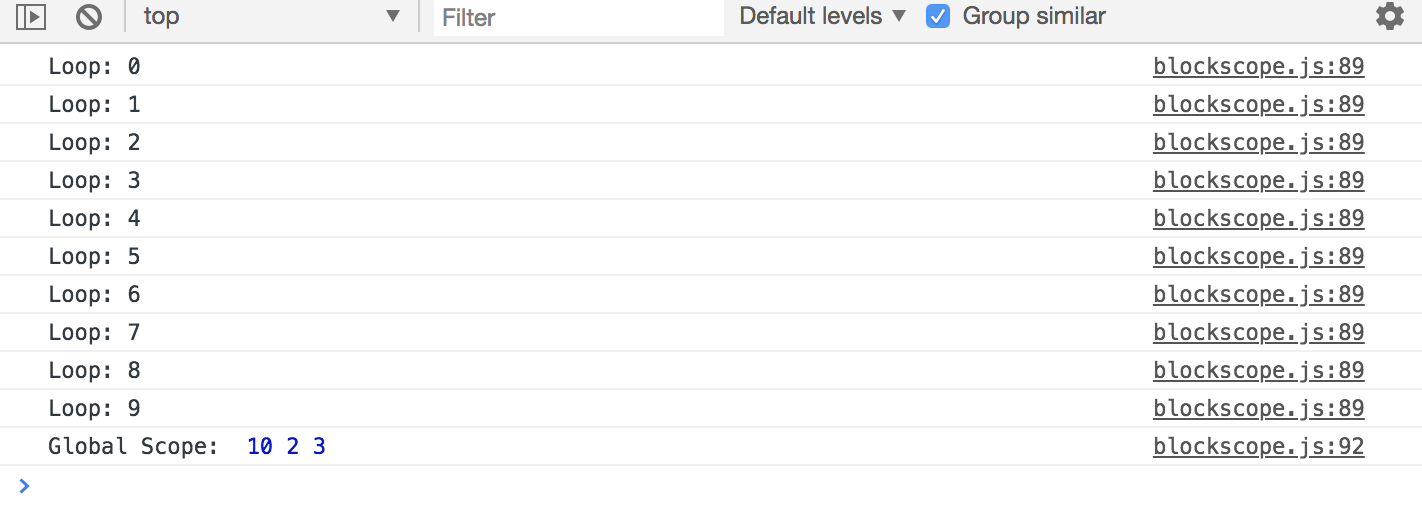 top Filter Default levels Group similar
Loop: 0 blockscope.js:89
Loop: 1 blockscope.js:89
Loop: 2 blockscope.js:89
Loop: 3 blockscope.js:89
Loop: 4 blockscope.js:89
Loop: 5 blockscope.js:89
Loop: 6 blockscope.js:89
Loop: 7 blockscope.js:89
Loop: 8 blockscope.js:89
Loop: 9 blockscope.js:89
Global Scope:  10 2 3 blockscope.js:92